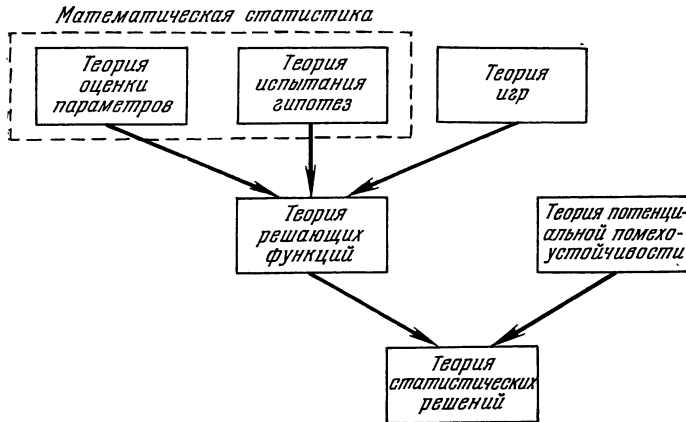 Математическая статистика
Теория
оценки
параметров
Теория
испытания
гипотез
Теория
игр
Теория
решающих
функций
Теория потенци-
альной помехо-
устойчивости
Теория
статистических
решений